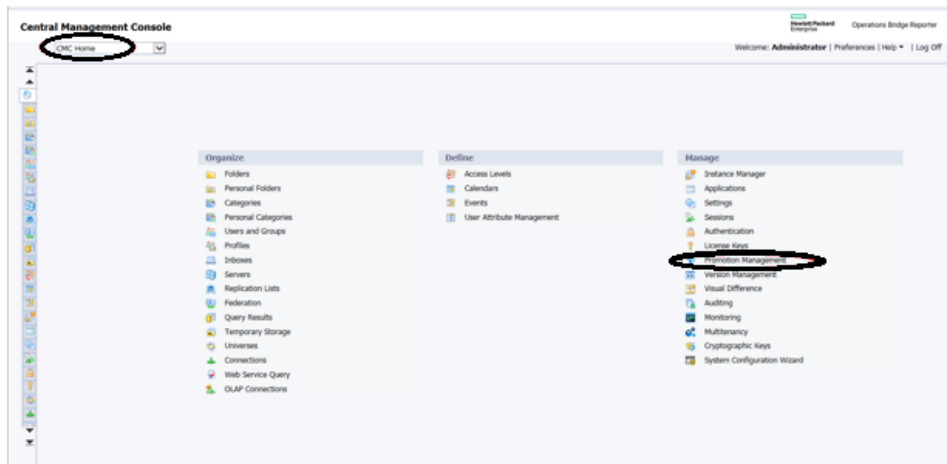 Central Management Console
Hewlett Packard Enterprise
Operations Bridge Reporter
CMC Home
Welcome: Administrator | Preferences | Help | Log Off
Organize
Folders
Personal Folders
Categories
Personal Categories
Users and Groups
Profiles
Inboxes
Servers
Replication Lists
Federation
Query Results
Temporary Storage
Universes
Connections
Web Service Query
OLAP Connections
Define
Access Levels
Calendars
Events
User Attribute Management
Manage
Instance Manager
Applications
Settings
Sessions
Authentication
License Keys
Promotion Management
Version Management
Visual Difference
Auditing
Monitoring
Multitenancy
Cryptographic Keys
System Configuration Wizard